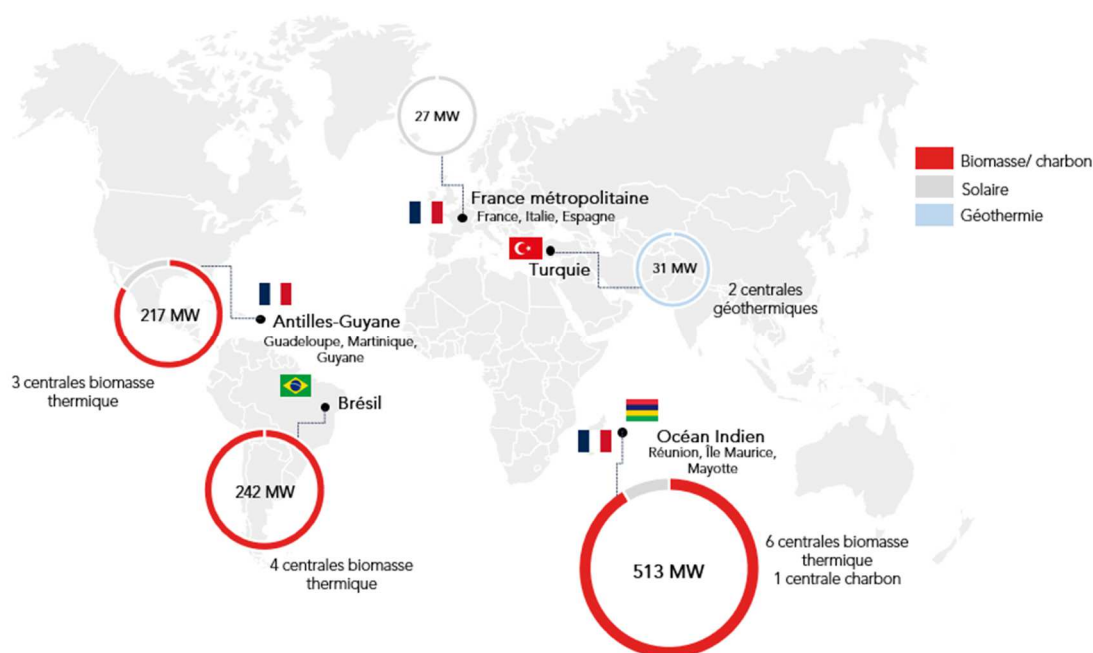 27 MW
Biomasse/ charbon
Solaire
Géothermie
France métropolitaine
France, Italie, Espagne
Turquie
31 MW
2 centrales
géothermiques
217 MW
Antilles-Guyane
Guadeloupe, Martinique,
Guyane
3 centrales biomasse
thermique
Brésil
242 MW
4 centrales biomasse
thermique
Océan Indien
Réunion, Île Maurice,
Mayotte
513 MW
6 centrales biomasse
thermique
1 centrale charbon